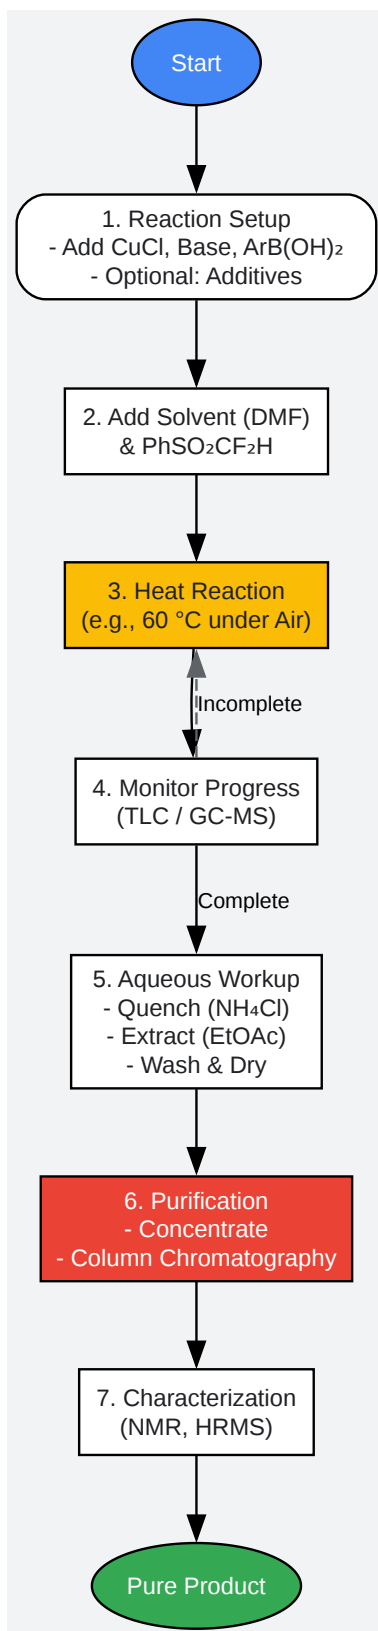 Start
1. Reaction Setup
- Add CuCl, Base, ArB(OH)₂
- Optional: Additives
2. Add Solvent (DMF)
& PhSO₂CF₂H
3. Heat Reaction
(e.g., 60 °C under Air)
Incomplete
4. Monitor Progress
(TLC / GC-MS)
Complete
5. Aqueous Workup
- Quench (NH₄Cl)
- Extract (EtOAc)
- Wash & Dry
6. Purification
- Concentrate
- Column Chromatography
7. Characterization
(NMR, HRMS)
Pure Product